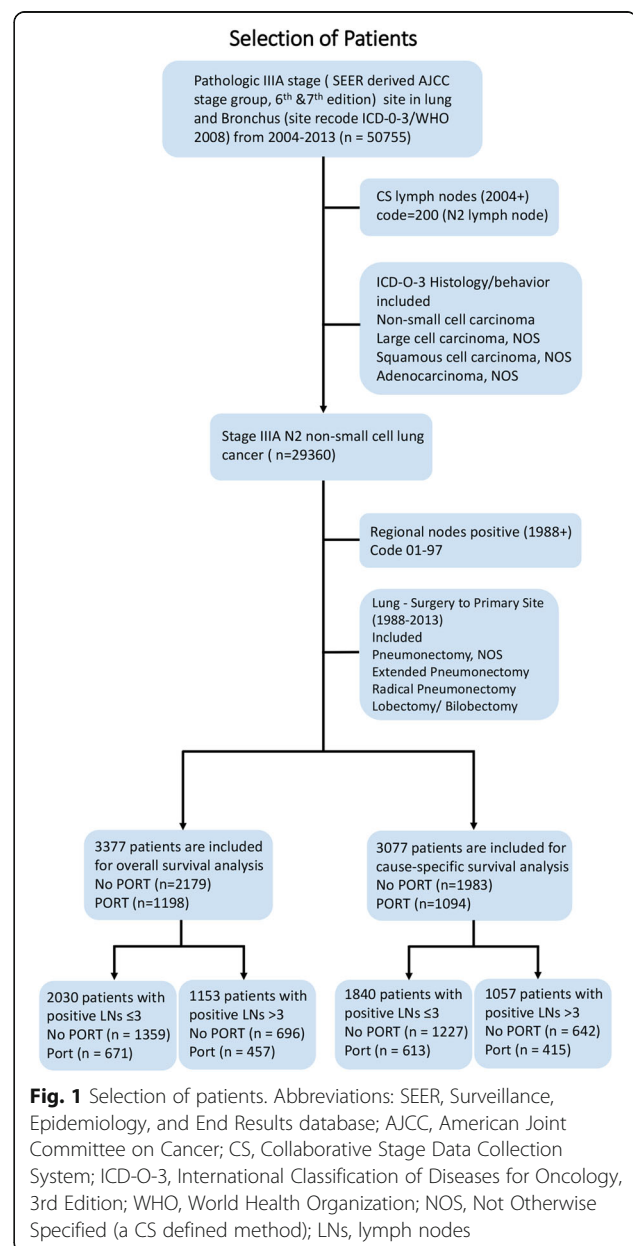 Selection of Patients
Pathologic IIIA stage ( SEER derived AJCC
stage group, 6th &7th edition) site in lung
and Bronchus (site recode ICD-0-3/WHO
2008) from 2004-2013 (n = 50755)
CS lymph nodes (2004+)
code=200 (N2 lymph node)
ICD-O-3 Histology/behavior
included
Non-small cell carcinoma
Large cell carcinoma, NOS
Squamous cell carcinoma, NOS
Adenocarcinoma, NOS
Stage IIIA N2 non-small cell lung
cancer ( n=29360)
Regional nodes positive (1988+)
Code 01-97
Lung - Surgery to Primary Site
(1988-2013)
Included
Pneumonectomy, NOS
Extended Pneumonectomy
Radical Pneumonectomy
Lobectomy/ Bilobectomy
3377 patients are included
for overall survival analysis
No PORT (n=2179)
PORT (n=1198)
3077 patients are included for
cause-specific survival analysis
No PORT (n=1983)
PORT (n=1094)
2030 patients with
positive LNs ≤3
No PORT (n = 1359)
Port (n = 671)
1153 patients with
positive LNs >3
No PORT (n = 696)
Port (n = 457)
1840 patients with
positive LNs ≤3
No PORT (n = 1227)
Port (n = 613)
1057 patients with
positive LNs >3
No PORT (n = 642)
Port (n = 415)
Fig. 1 Selection of patients. Abbreviations: SEER, Surveillance,
Epidemiology, and End Results database; AJCC, American Joint
Committee on Cancer; CS, Collaborative Stage Data Collection
System; ICD-O-3, International Classification of Diseases for Oncology,
3rd Edition; WHO, World Health Organization; NOS, Not Otherwise
Specified (a CS defined method); LNs, lymph nodes